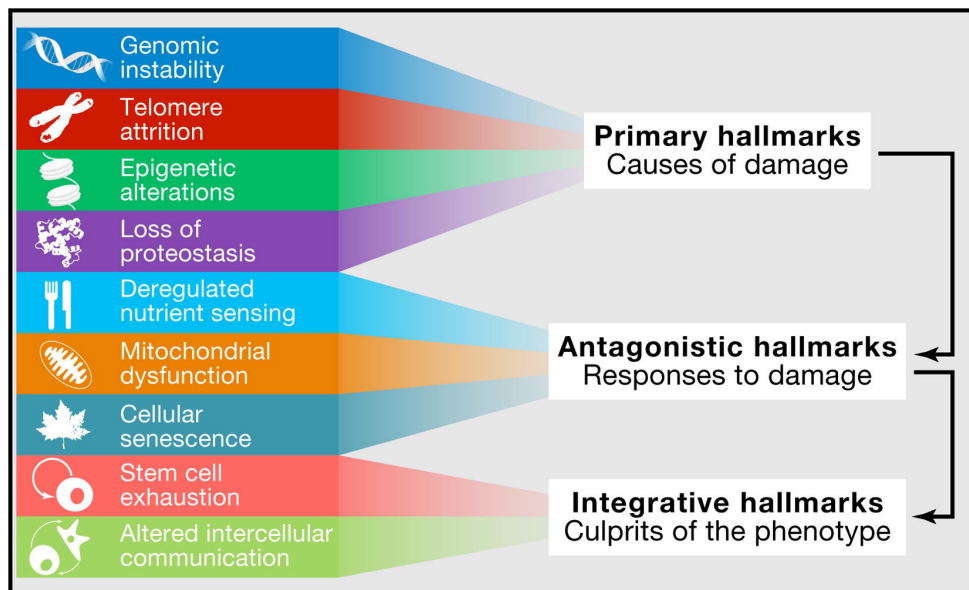 Genomic
instability
Telomere
attrition
Epigenetic
alterations
Loss of
proteostasis
Deregulated
nutrient sensing
Mitochondrial
dysfunction
Cellular
senescence
Stem cell
exhaustion
Altered intercellular
communication
Primary hallmarks
Causes of damage
Antagonistic hallmarks
Responses to damage
Integrative hallmarks
Culprits of the phenotype